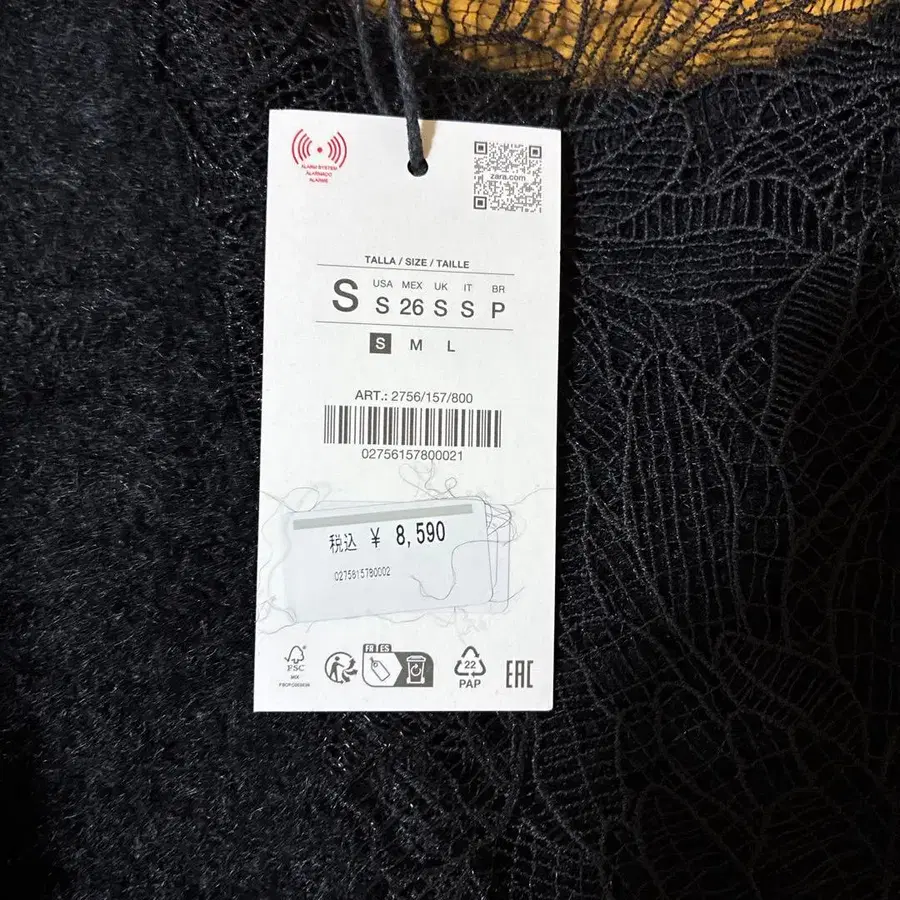 ALARM SYSTEM
ALARMADO
ALARME
zara.com
TALLA / SIZE / TAILLE
USA MEX UK IT BR
S S 26 S S P
S M L
ART.: 2756/157/800
02756157800021
税込 ¥ 8,590
FR ES
FSC
MIX
22
PAP
EAC